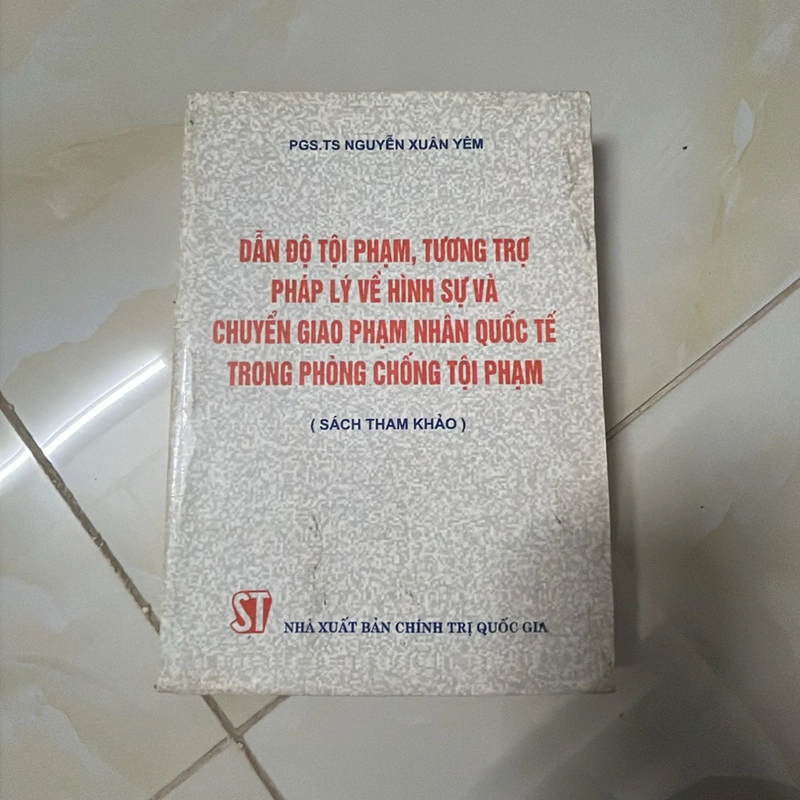 PGS.TS NGUYỄN XUÂN YÊM
DẪN ĐỘ TỘI PHẠM, TƯƠNG TRỢ
PHÁP LÝ VỀ HÌNH SỰ VÀ
CHUYỂN GIAO PHẠM NHÂN QUỐC TẾ
TRONG PHÒNG CHỐNG TỘI PHẠM
( SÁCH THAM KHẢO )
ST
NHÀ XUẤT BẢN CHÍNH TRỊ QUỐC GIA